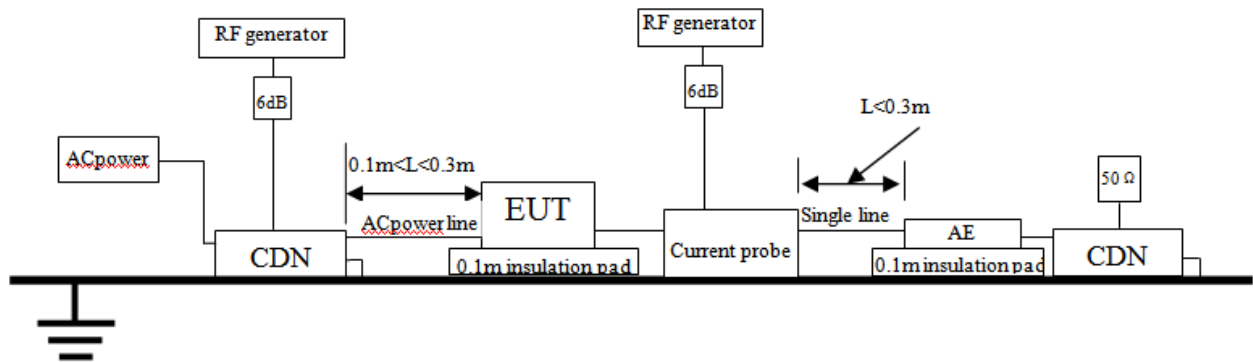 RF generator
RF generator
6dB
6dB
L<0.3m
ACpower
0.1m<L<0.3m
50 Ω
EUT
ACpower line
Single line
AE
CDN
0.1m insulation pad
Current probe
0.1m insulation pad
CDN